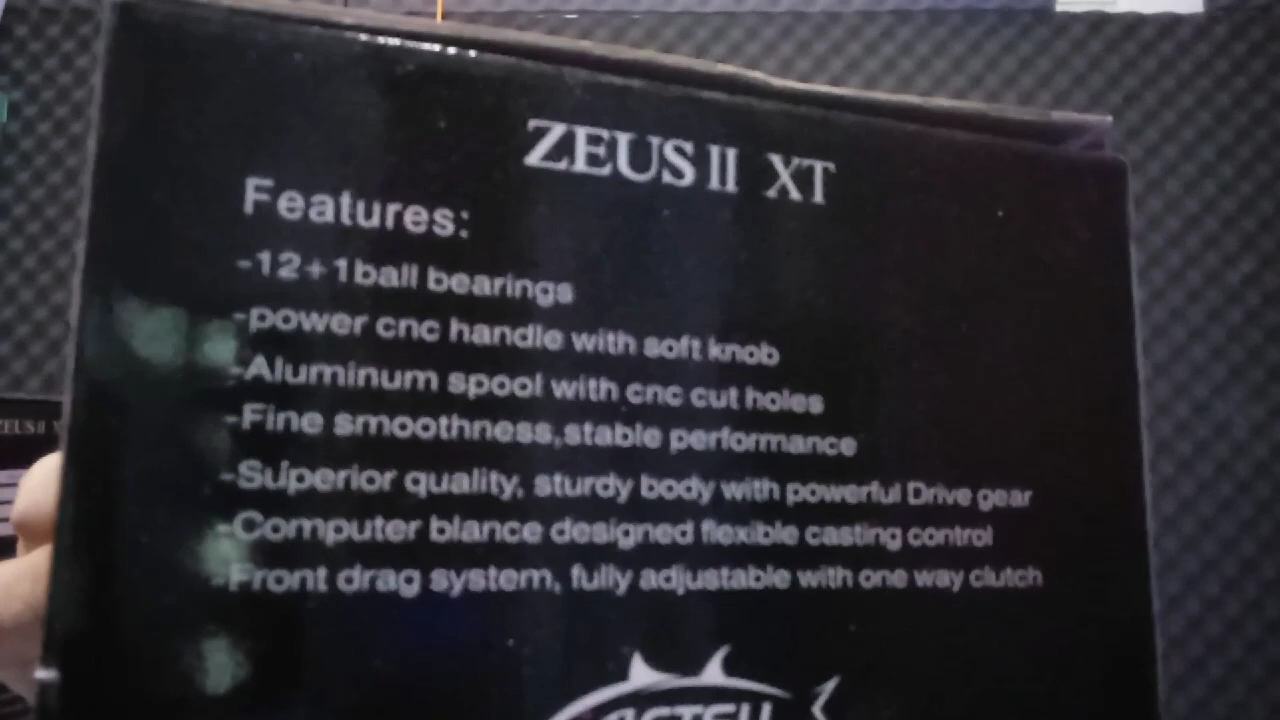 ZEUS II XT
Features:
-12+1ball bearings
-power cnc handle with soft knob
-Aluminum spool with cnc cut holes
-Fine smoothness,stable performance
-Superior quality, sturdy body with powerful Drive gear
-Computer blance designed flexible casting control
-Front drag system, fully adjustable with one way clutch
ZEUS II